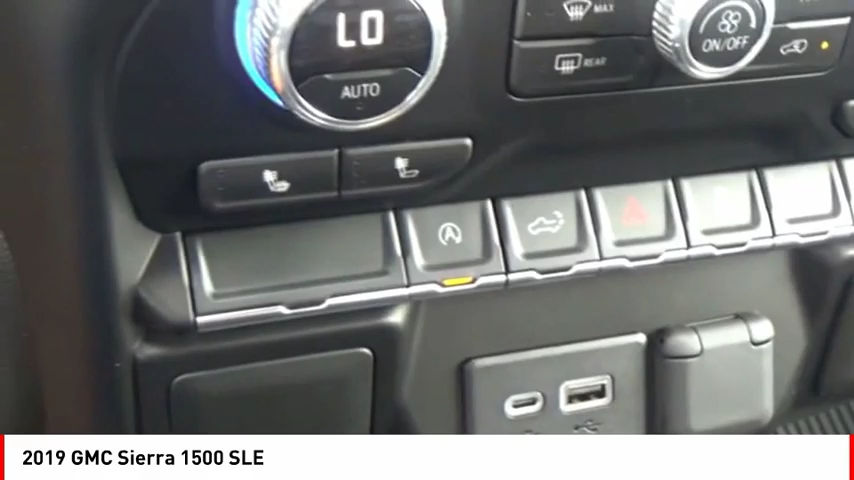 LO
AUTO
MAX
REAR
ON/OFF
A
2019 GMC Sierra 1500 SLE